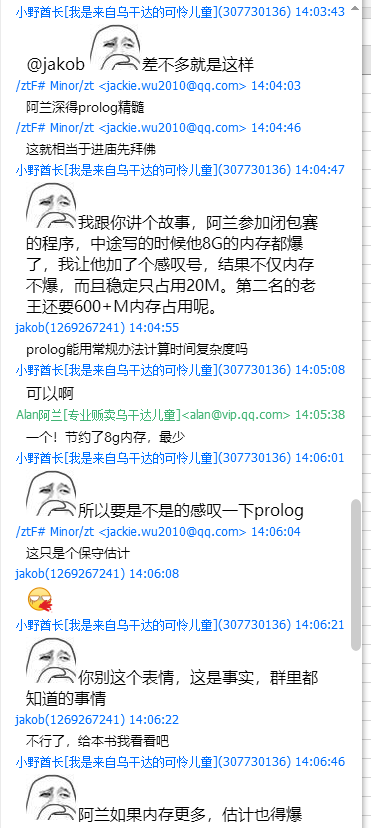 小野酋长[我是来自乌干达的可怜儿童](307730136) 14:03:43
@jakob 差不多就是这样
/ztF# Minor/zt <jackie.wu2010@qq.com> 14:04:03
阿兰深得prolog精髓
/ztF# Minor/zt <jackie.wu2010@qq.com> 14:04:46
这就相当于进庙先拜佛
小野酋长[我是来自乌干达的可怜儿童](307730136) 14:04:47
我跟你讲个故事，阿兰参加闭包赛
的程序，中途写的时候他8G的内存都爆
了，我让他加了个感叹号，结果不仅内存
不爆，而且稳定只占用20M。第二名的老
王还要600+M内存占用呢。
jakob(1269267241) 14:04:55
prolog能用常规办法计算时间复杂度吗
小野酋长[我是来自乌干达的可怜儿童](307730136) 14:05:08
可以啊
Alan阿兰[专业贩卖乌干达儿童]<alan@vip.qq.com> 14:05:38
一个！节约了8g内存，最少
小野酋长[我是来自乌干达的可怜儿童](307730136) 14:06:01
所以要是不是的感叹一下prolog
/ztF# Minor/zt <jackie.wu2010@qq.com> 14:06:04
这只是个保守估计
jakob(1269267241) 14:06:08
小野酋长[我是来自乌干达的可怜儿童](307730136) 14:06:21
你别这个表情，这是事实，群里都
知道的事情
jakob(1269267241) 14:06:22
不行了，给本书我看看吧
小野酋长[我是来自乌干达的可怜儿童](307730136) 14:06:46
阿兰如果内存更多，估计也得爆